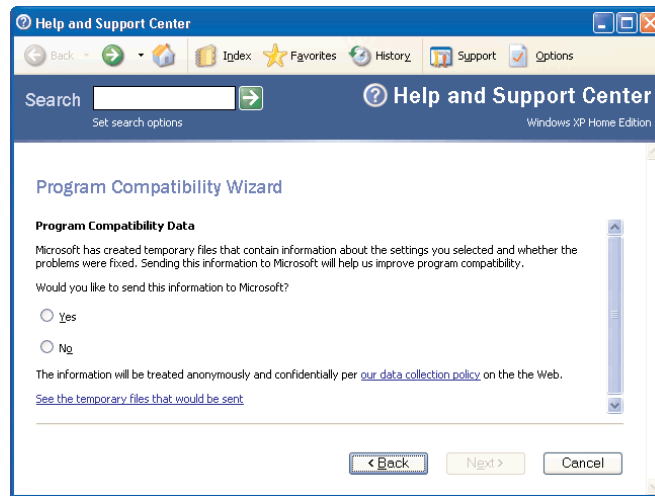 Help and Support Center
Back Index Favorites History Support Options
Search
Help and Support Center
Set search options
Windows XP Home Edition
Program Compatibility Wizard
Program Compatibility Data
Microsoft has created temporary files that contain information about the settings you selected and whether the
problems were fixed. Sending this information to Microsoft will help us improve program compatibility.
Would you like to send this information to Microsoft?
Yes
No
The information will be treated anonymously and confidentially per our data collection policy on the the Web.
See the temporary files that would be sent
< Back Next > Cancel